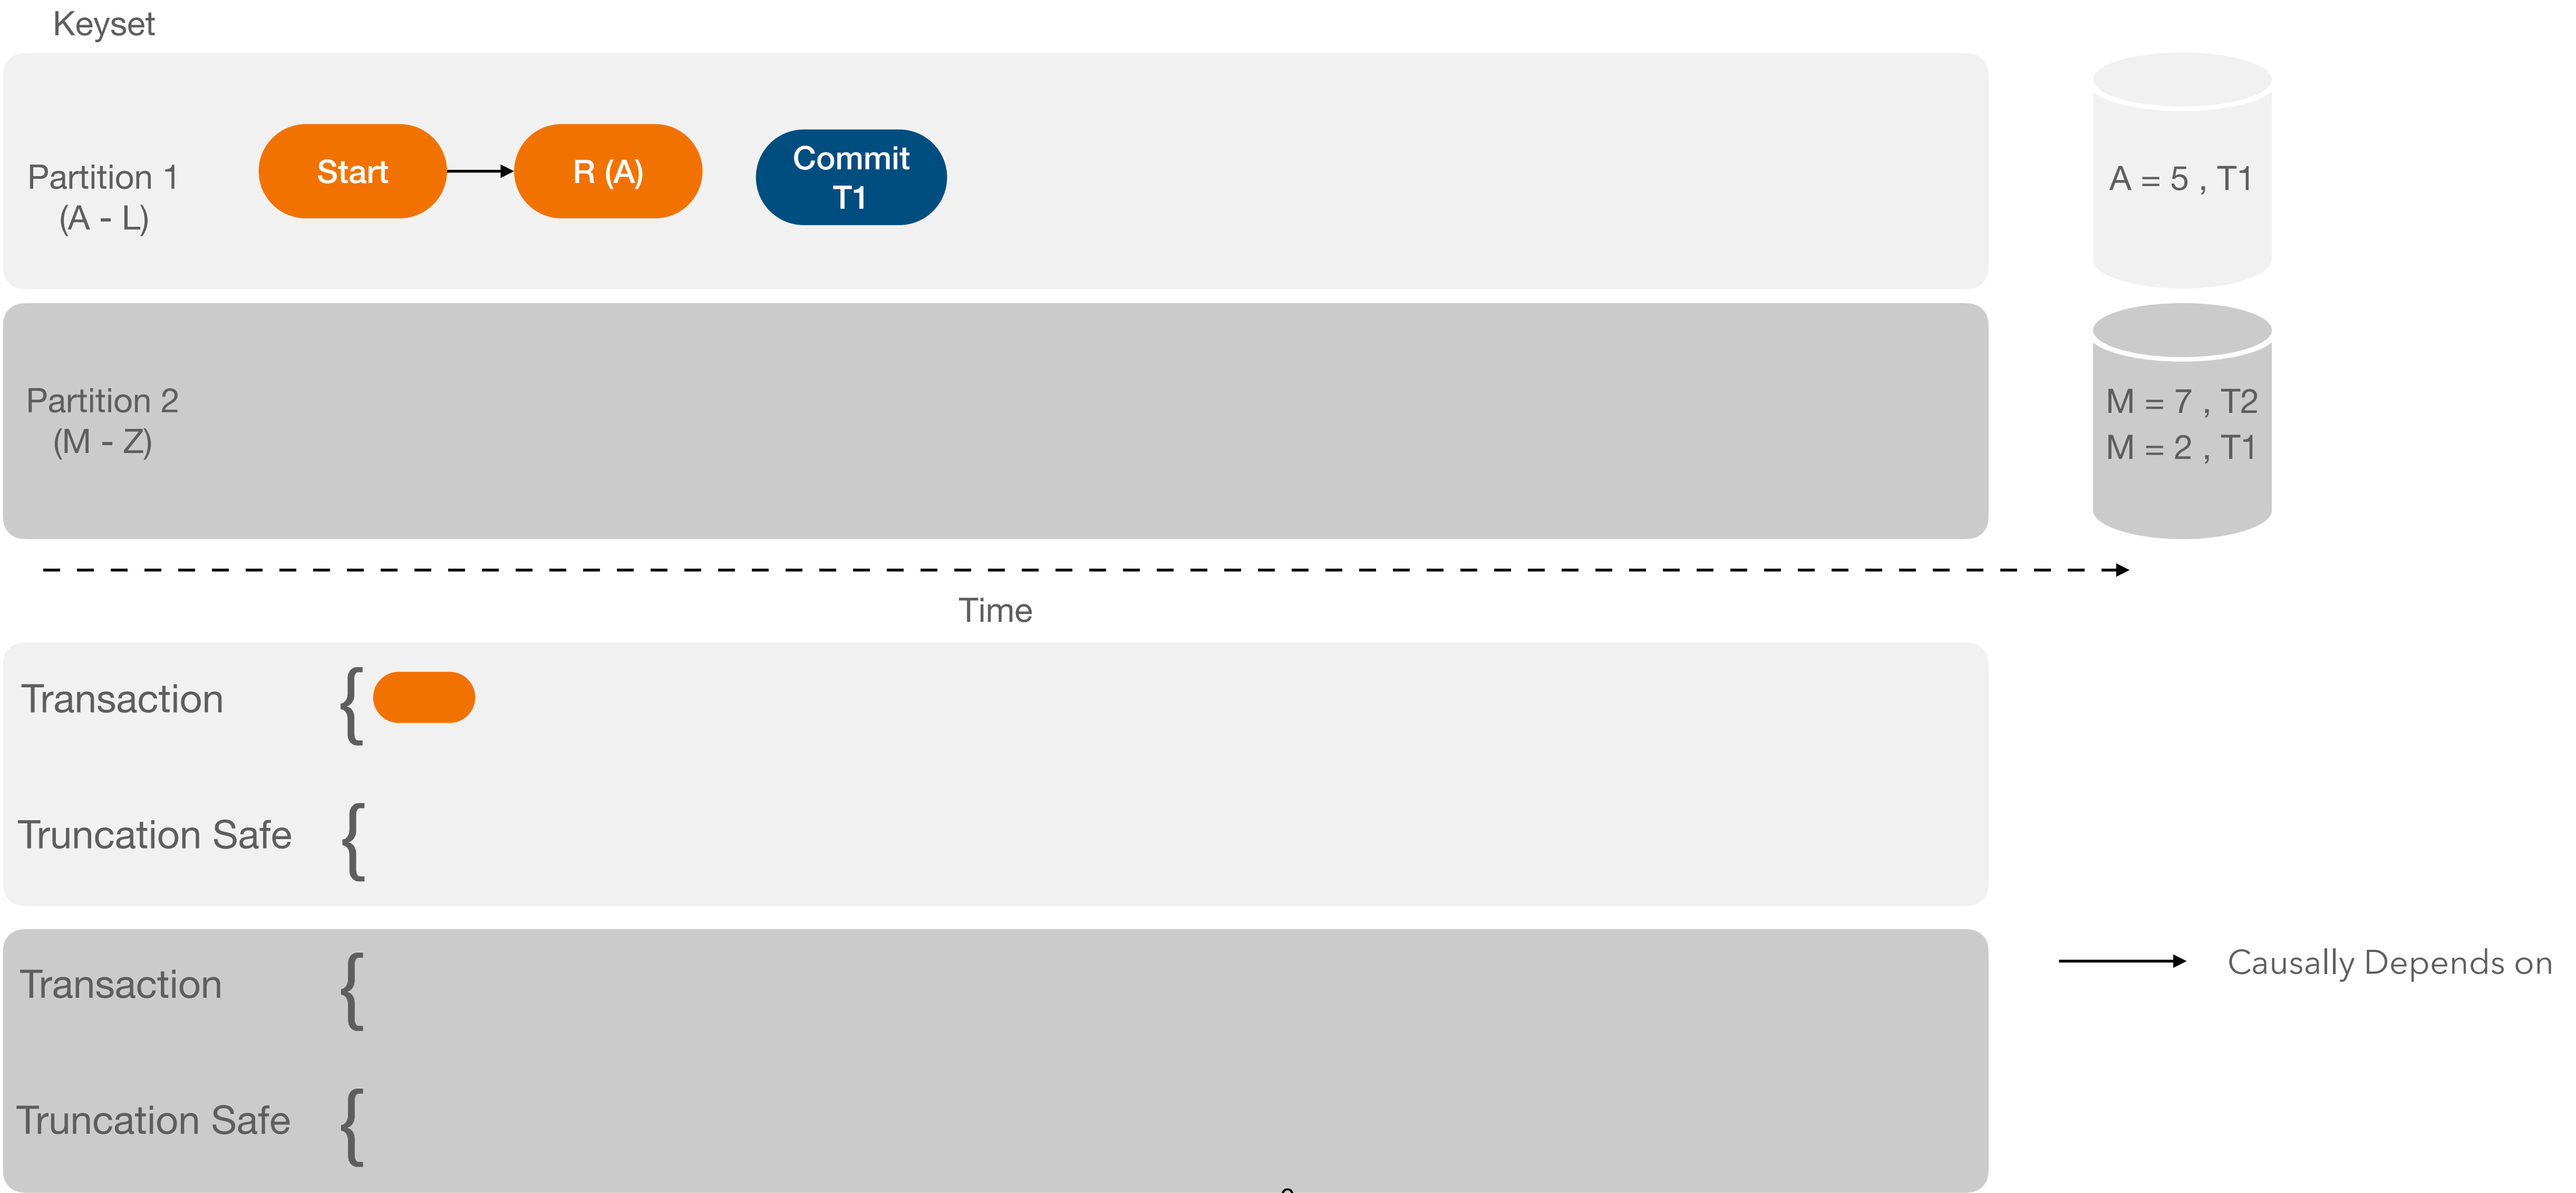 Keyset
Partition 1
(A - L)
Start
R (A)
Commit
T1
A = 5 , T1
Partition 2
(M - Z)
M = 7 , T2
M = 2 , T1
Time
Transaction {
Truncation Safe {
Transaction {
Truncation Safe {
Causally Depends on